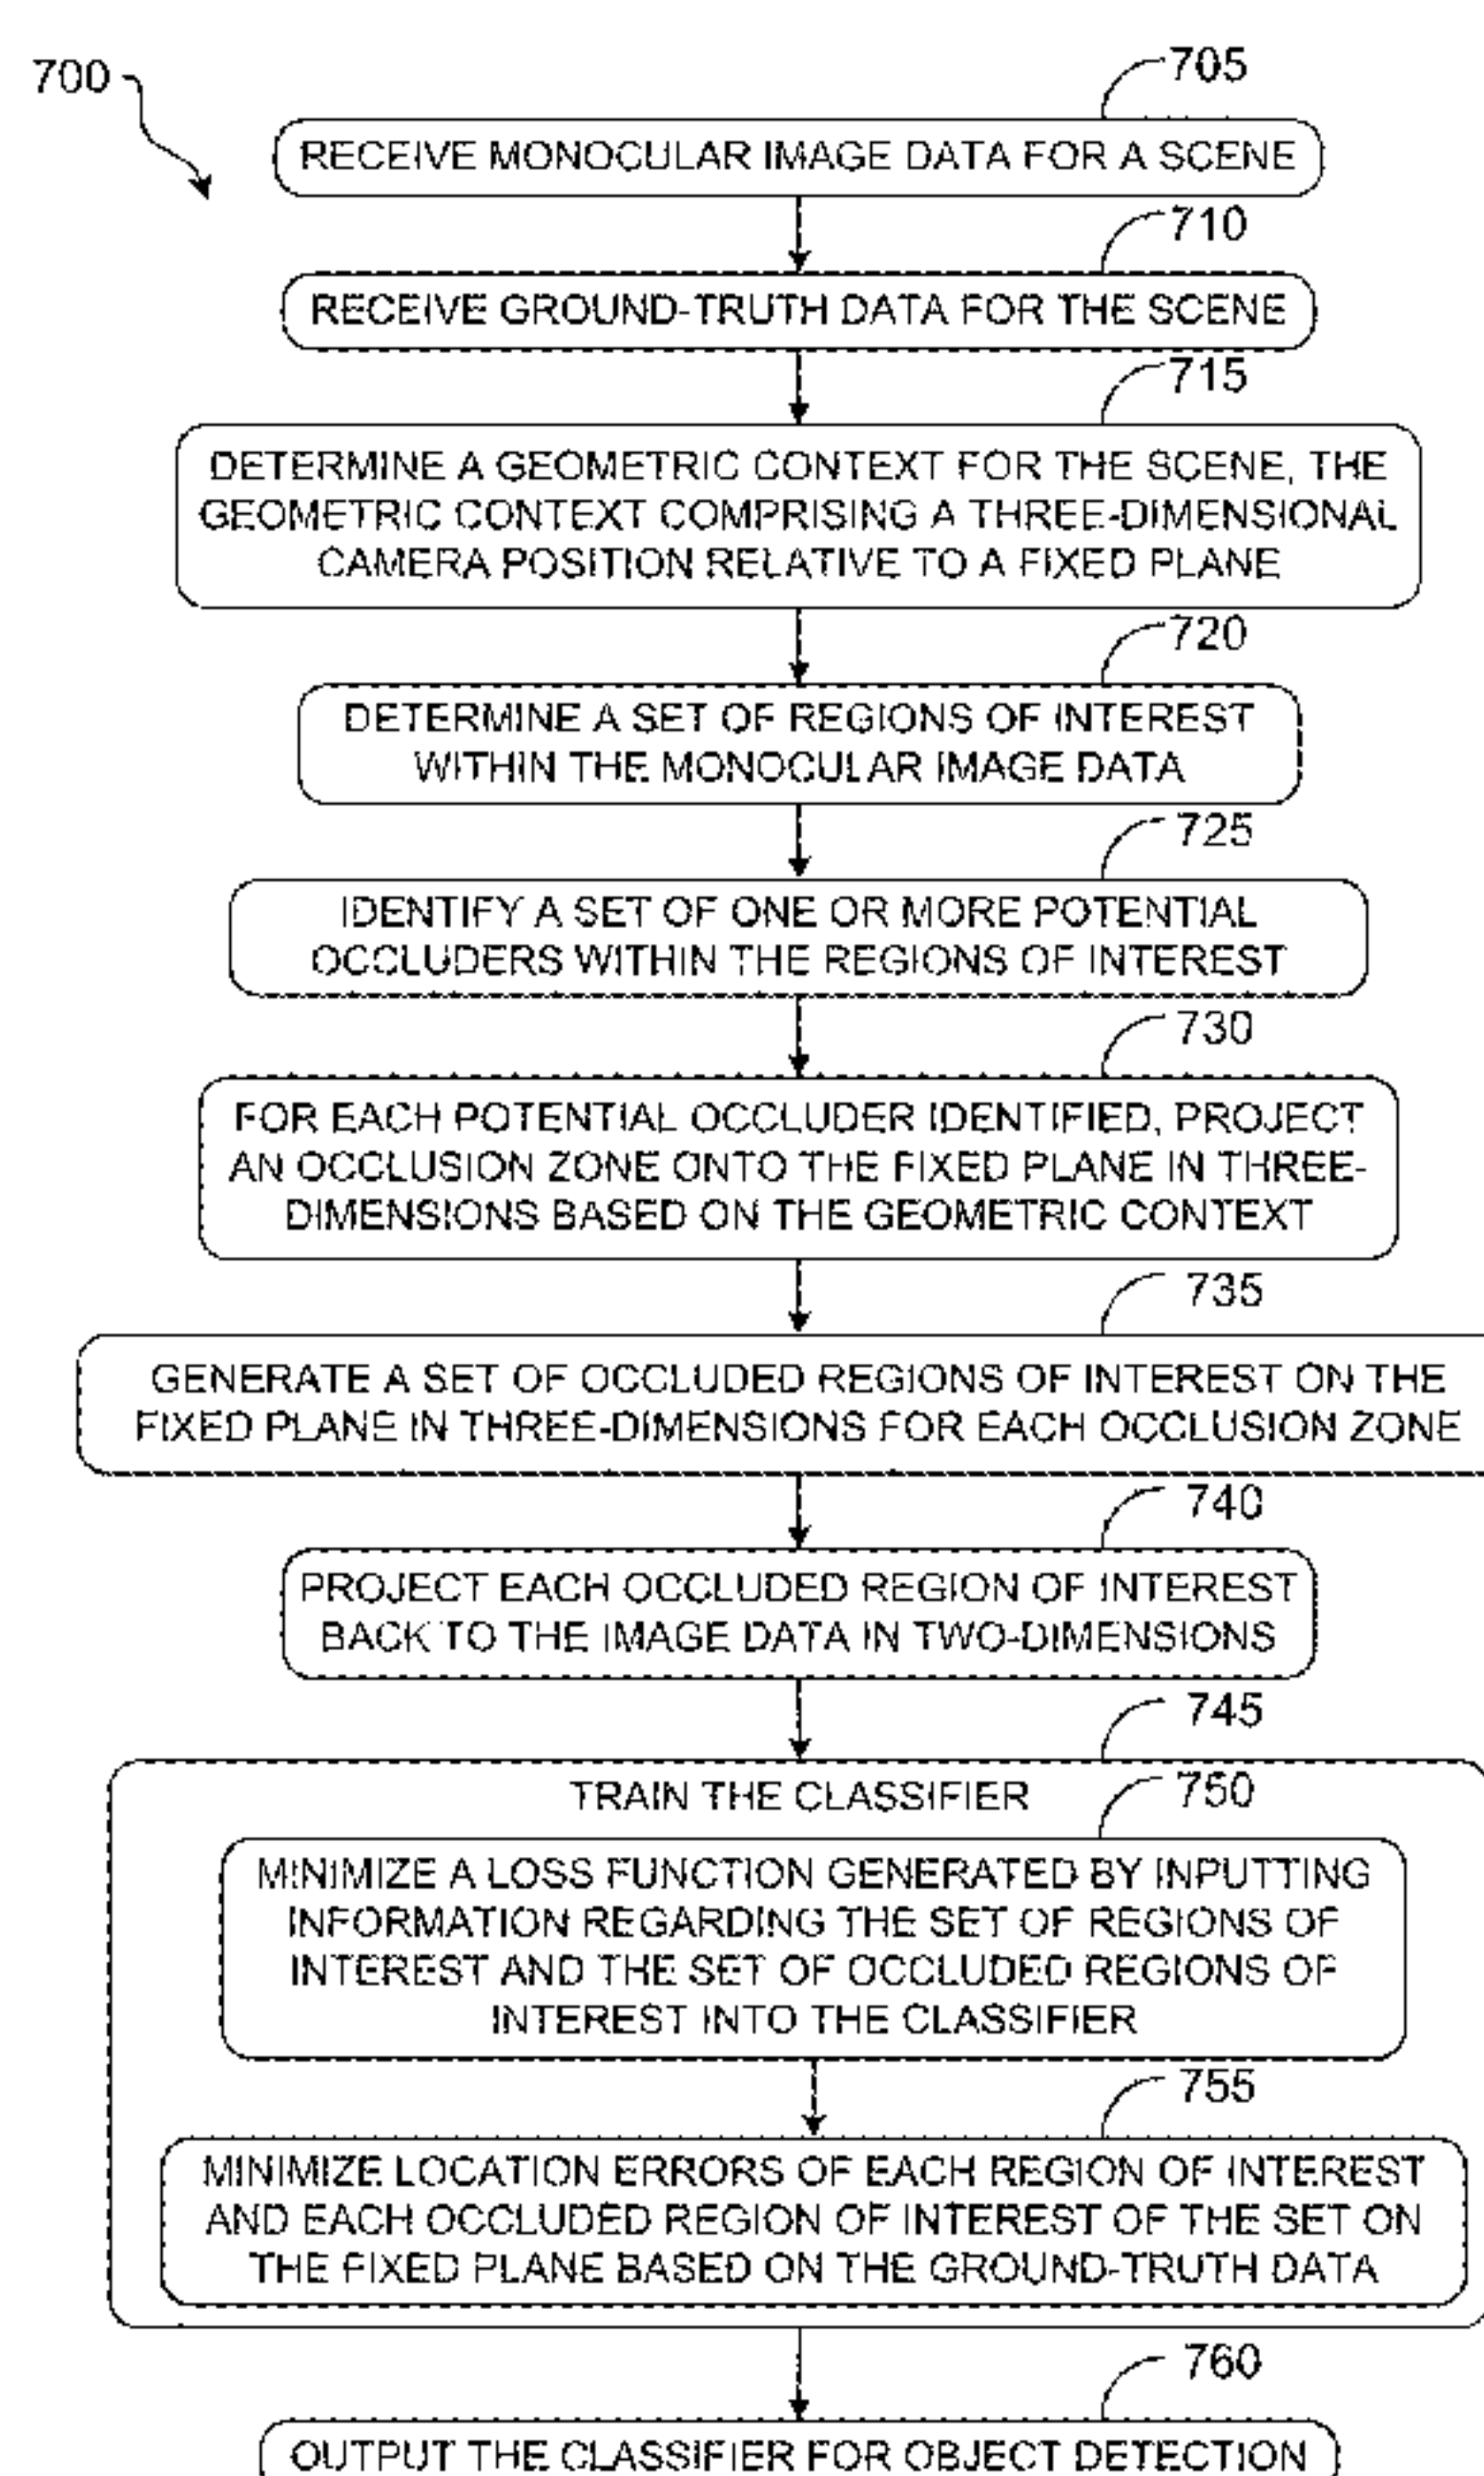 700
705
RECEIVE MONOCULAR IMAGE DATA FOR A SCENE
710
RECEIVE GROUND-TRUTH DATA FOR THE SCENE
715
DETERMINE A GEOMETRIC CONTEXT FOR THE SCENE, THE
GEOMETRIC CONTEXT COMPRISING A THREE-DIMENSIONAL
CAMERA POSITION RELATIVE TO A FIXED PLANE
720
DETERMINE A SET OF REGIONS OF INTEREST
WITHIN THE MONOCULAR IMAGE DATA
725
IDENTIFY A SET OF ONE OR MORE POTENTIAL
OCCLUDERS WITHIN THE REGIONS OF INTEREST
730
FOR EACH POTENTIAL OCCLUDER IDENTIFIED, PROJECT
AN OCCLUSION ZONE ONTO THE FIXED PLANE IN THREE-
DIMENSIONS BASED ON THE GEOMETRIC CONTEXT
735
GENERATE A SET OF OCCLUDED REGIONS OF INTEREST ON THE
FIXED PLANE IN THREE-DIMENSIONS FOR EACH OCCLUSION ZONE
740
PROJECT EACH OCCLUDED REGION OF INTEREST
BACK TO THE IMAGE DATA IN TWO-DIMENSIONS
745
TRAIN THE CLASSIFIER
750
MINIMIZE A LOSS FUNCTION GENERATED BY INPUTTING
INFORMATION REGARDING THE SET OF REGIONS OF
INTEREST AND THE SET OF OCCLUDED REGIONS OF
INTEREST INTO THE CLASSIFIER
755
MINIMIZE LOCATION ERRORS OF EACH REGION OF INTEREST
AND EACH OCCLUDED REGION OF INTEREST OF THE SET ON
THE FIXED PLANE BASED ON THE GROUND-TRUTH DATA
760
OUTPUT THE CLASSIFIER FOR OBJECT DETECTION